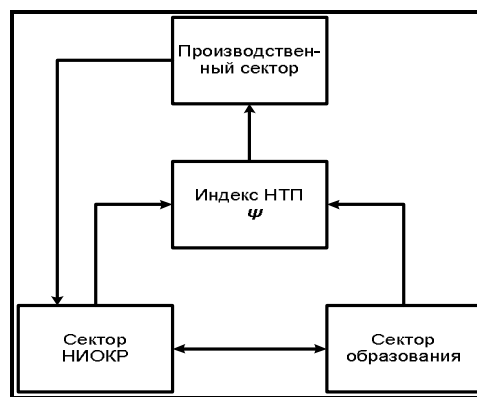 Производствен-
ный сектор
Индекс НТП
Ψ
Сектор
НИОКР
Сектор
образования